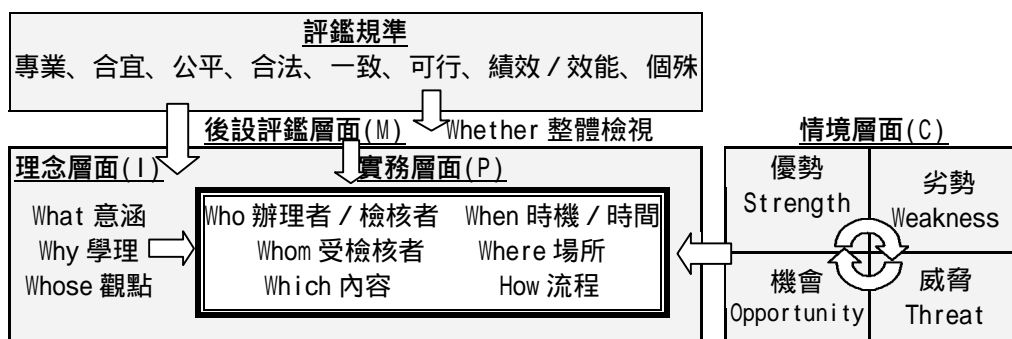 評鑑規準
專業、合宜、公平、合法、一致、可行、績效/效能、個殊
後設評鑑層面(M) Whether 整體檢視
理念層面(I)
What 意涵
Why 學理
Whose 觀點
實務層面(P)
Who 辦理者/檢核者 When 時機/時間
Whom 受檢核者 Where 場所
Which 內容 How 流程
情境層面(C)
優勢
Strength
劣勢
Weakness
機會
Opportunity
威脅
Threat